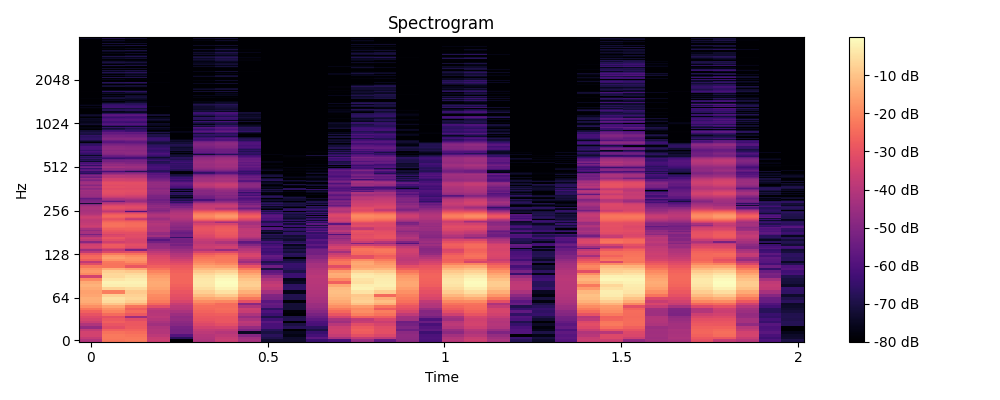 Spectrogram
Hz
2048
1024
512
256
128
64
0
0
0.5
1
1.5
2
Time
-10 dB
-20 dB
-30 dB
-40 dB
-50 dB
-60 dB
-70 dB
-80 dB